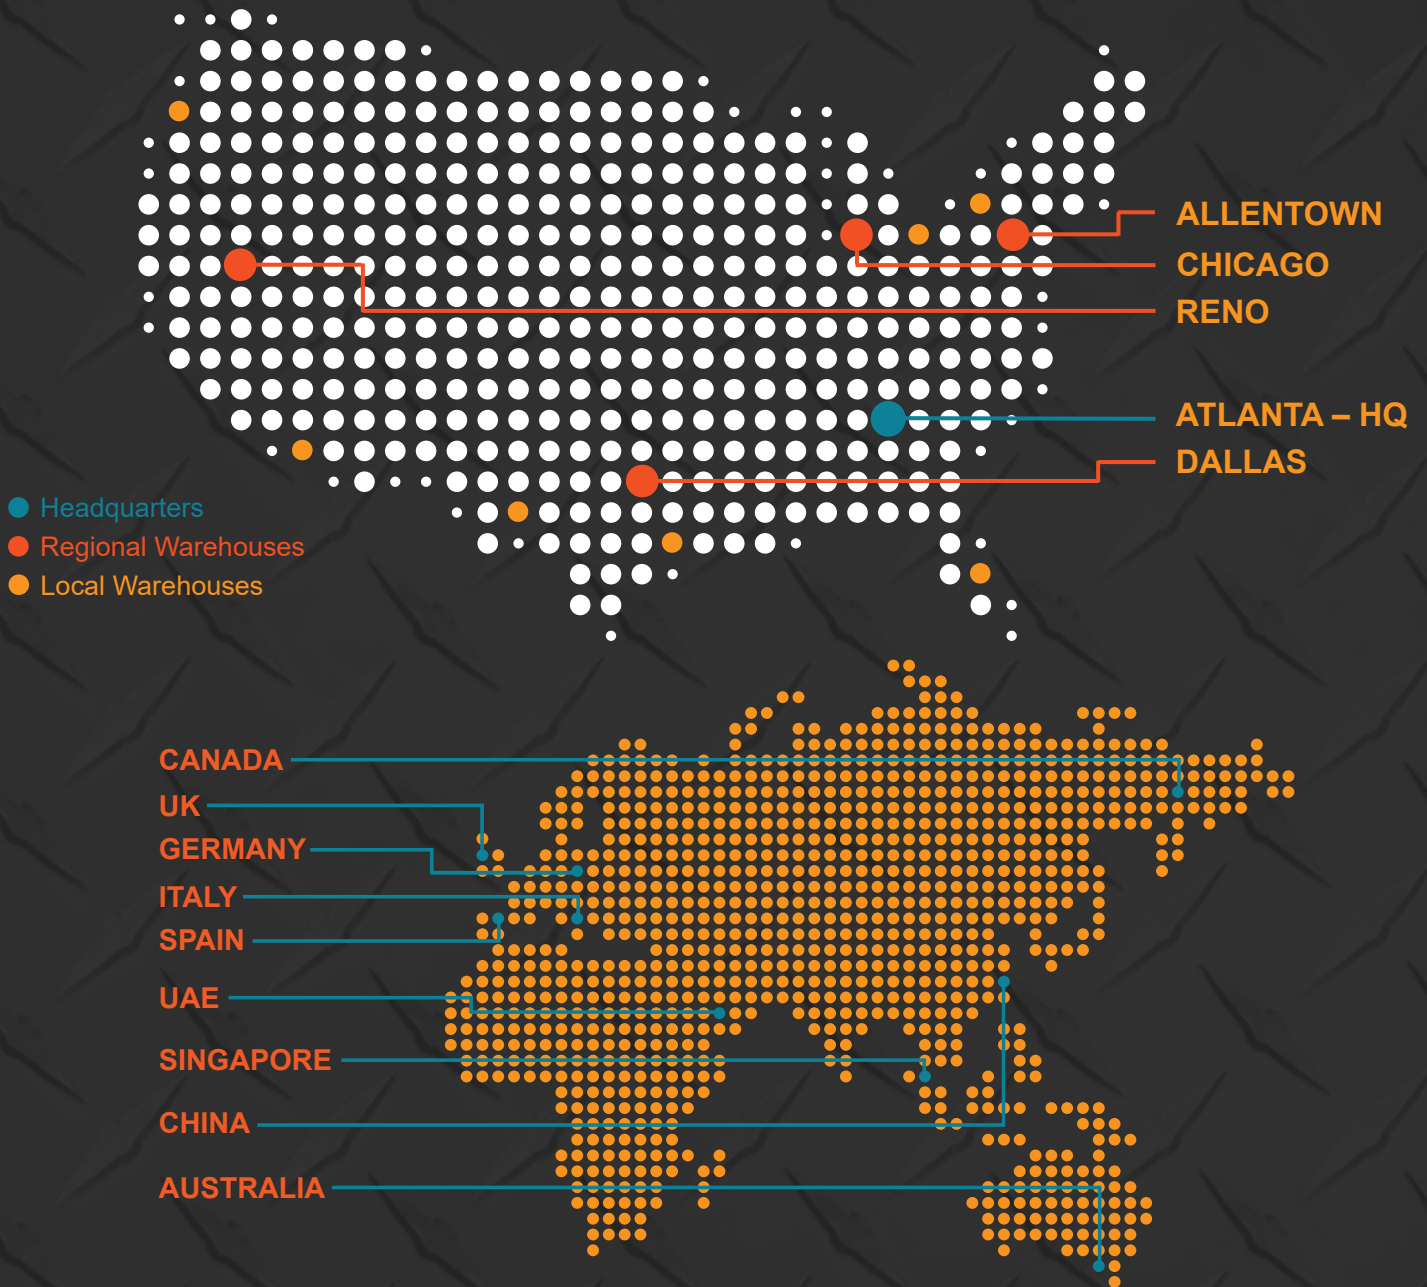 ALLENTOWN
CHICAGO
RENO
ATLANTA – HQ
DALLAS
Headquarters
Regional Warehouses
Local Warehouses
CANADA
UK
GERMANY
ITALY
SPAIN
UAE
SINGAPORE
CHINA
AUSTRALIA